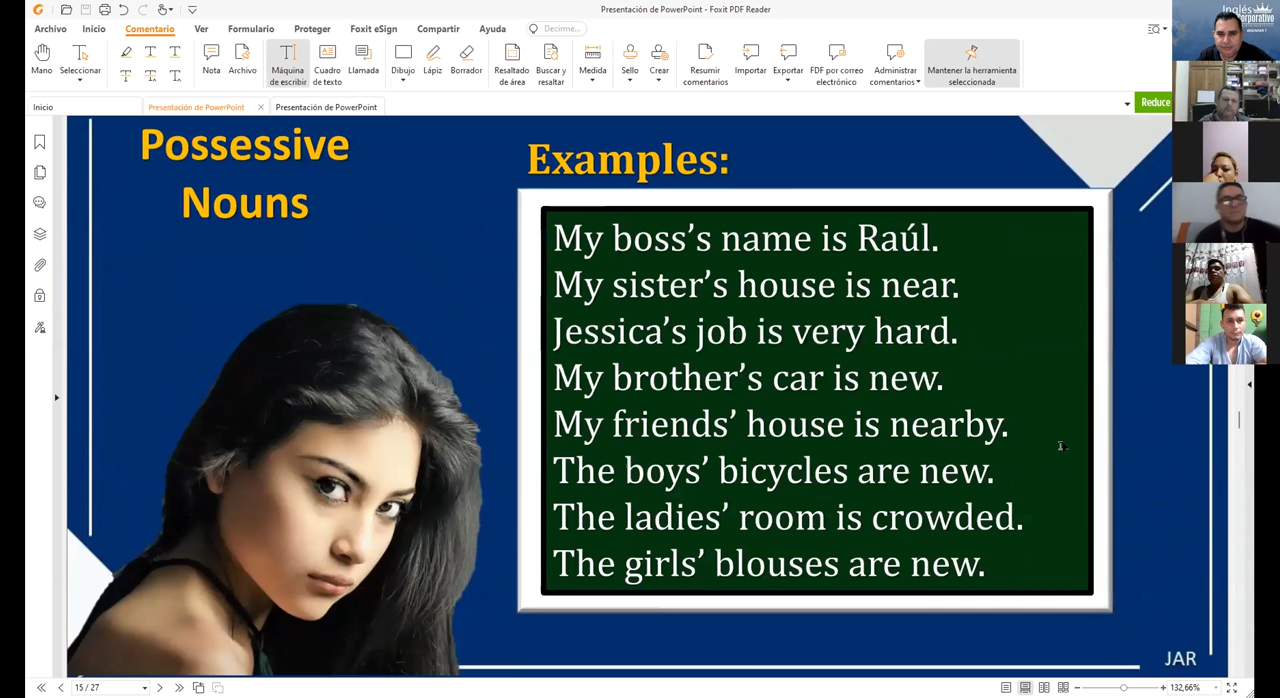 Presentación de PowerPoint - Foxit PDF Reader
Archivo Inicio Comentario Ver Formulario Proteger Foxit eSign Compartir Ayuda Decirme...
Mano
Seleccionar
Nota
Archivo
Máquina de escribir
Cuadro de texto
Llamada
Dibujo
Lápiz
Borrador
Resaltado de área
Buscar y resaltar
Medida
Sello
Crear
Resumir comentarios
Importar
Exportar
PDF por correo electrónico
Administrar comentarios
Mantener la herramienta seleccionada
Inicio
Presentación de PowerPoint
Presentación de PowerPoint
Reduce
Inglés
Corporativo
Possessive
Nouns
Examples:
My boss’s name is Raúl.
My sister’s house is near.
Jessica’s job is very hard.
My brother’s car is new.
My friends’ house is nearby.
The boys’ bicycles are new.
The ladies’ room is crowded.
The girls’ blouses are new.
JAR
15 / 27
132,66%